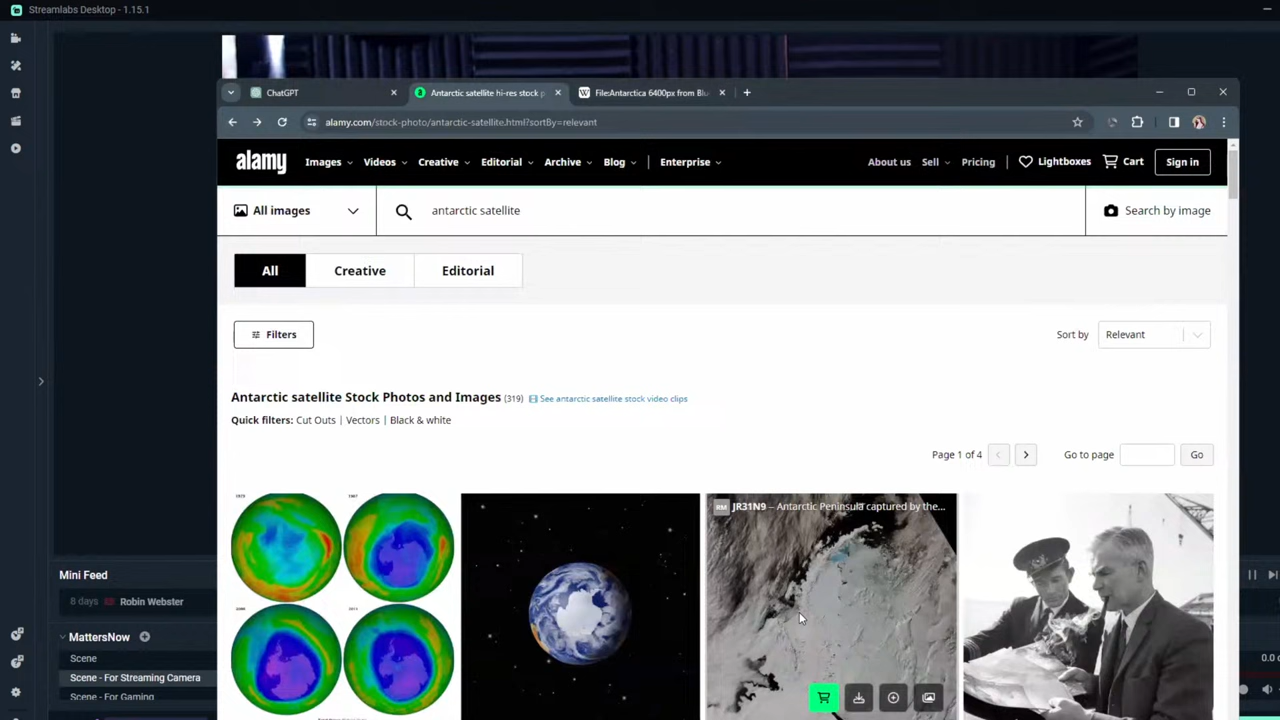 Streamlabs Desktop - 1.15.1
ChatGPT
Antarctic satellite hi-res stock p
File:Antarctica 6400px from Blu
alamy.com/stock-photo/antarctic-satellite.html?sortBy=relevant
alamy Images Videos Creative Editorial Archive Blog Enterprise About us Sell Pricing Lightboxes Cart Sign in
All images antarctic satellite Search by image
All Creative Editorial
Filters Sort by Relevant
Antarctic satellite Stock Photos and Images (319) See antarctic satellite stock video clips
Quick filters: Cut Outs | Vectors | Black & white
Page 1 of 4 Go to page Go
RM JR31N9 – Antarctic Peninsula captured by the...
Mini Feed
8 days Robin Webster
MattersNow
Scene
Scene - For Streaming Camera
Scene - For Gaming
0.0